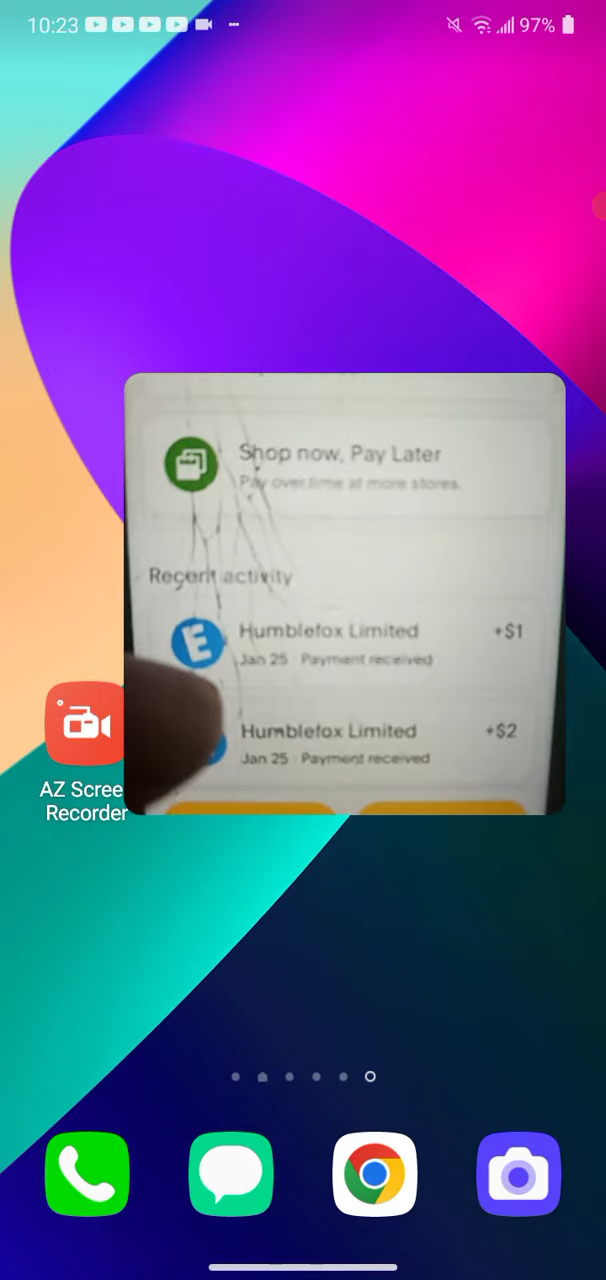 10:23
97%
Shop now, Pay Later
Pay over time at more stores.
Recent activity
E
Humblefox Limited
+$1
Jan 25 · Payment received
Humblefox Limited
+$2
Jan 25 · Payment received
AZ Scree
Recorder